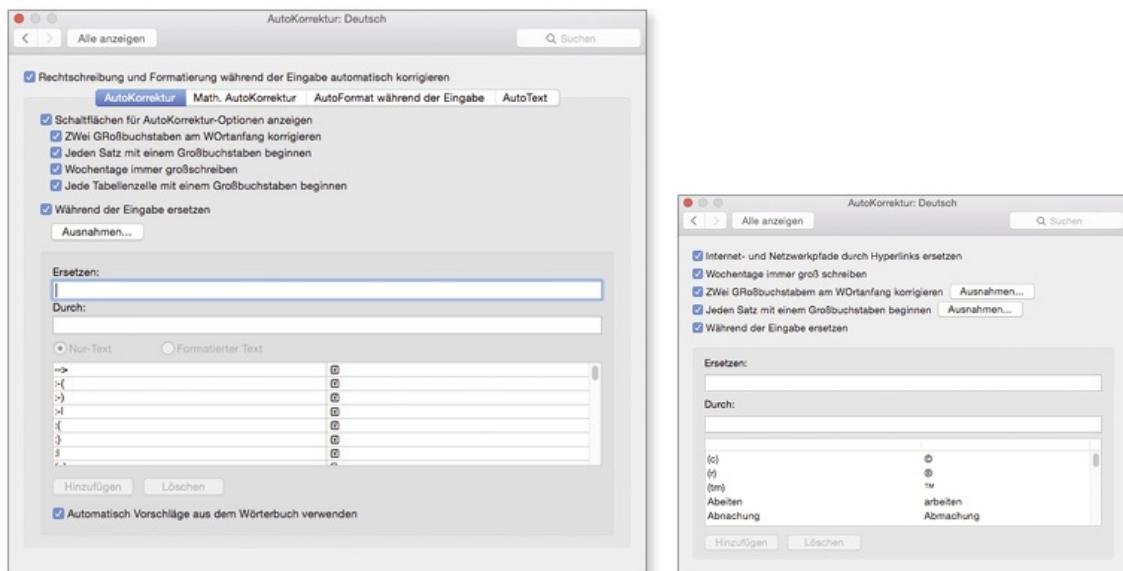 AutoKorrektur: Deutsch
Alle anzeigen
Suchen
Rechtschreibung und Formatierung während der Eingabe automatisch korrigieren
AutoKorrektur Math. AutoKorrektur AutoFormat während der Eingabe AutoText
Schaltflächen für AutoKorrektur-Optionen anzeigen
ZWei GRoßbuchstaben am WOrtanfang korrigieren
Jeden Satz mit einem Großbuchstaben beginnen
Wochentage immer großschreiben
Jede Tabellenzelle mit einem Großbuchstaben beginnen
Während der Eingabe ersetzen
Ausnahmen...
Ersetzen:
Durch:
Nur-Text Formatierter Text
:-(
:-)
:-|
:(
:)
:|
Hinzufügen Löschen
Automatisch Vorschläge aus dem Wörterbuch verwenden
AutoKorrektur: Deutsch
Alle anzeigen
Suchen
Internet- und Netzwerkpfade durch Hyperlinks ersetzen
Wochentage immer groß schreiben
ZWei GRoßbuchstabem am WOrtanfang korrigieren Ausnahmen...
Jeden Satz mit einem Großbuchstaben beginnen Ausnahmen...
Während der Eingabe ersetzen
Ersetzen:
Durch:
(c) ©
(r) ®
(tm) ™
Abeiten arbeiten
Abnachung Abmachung
Hinzufügen Löschen